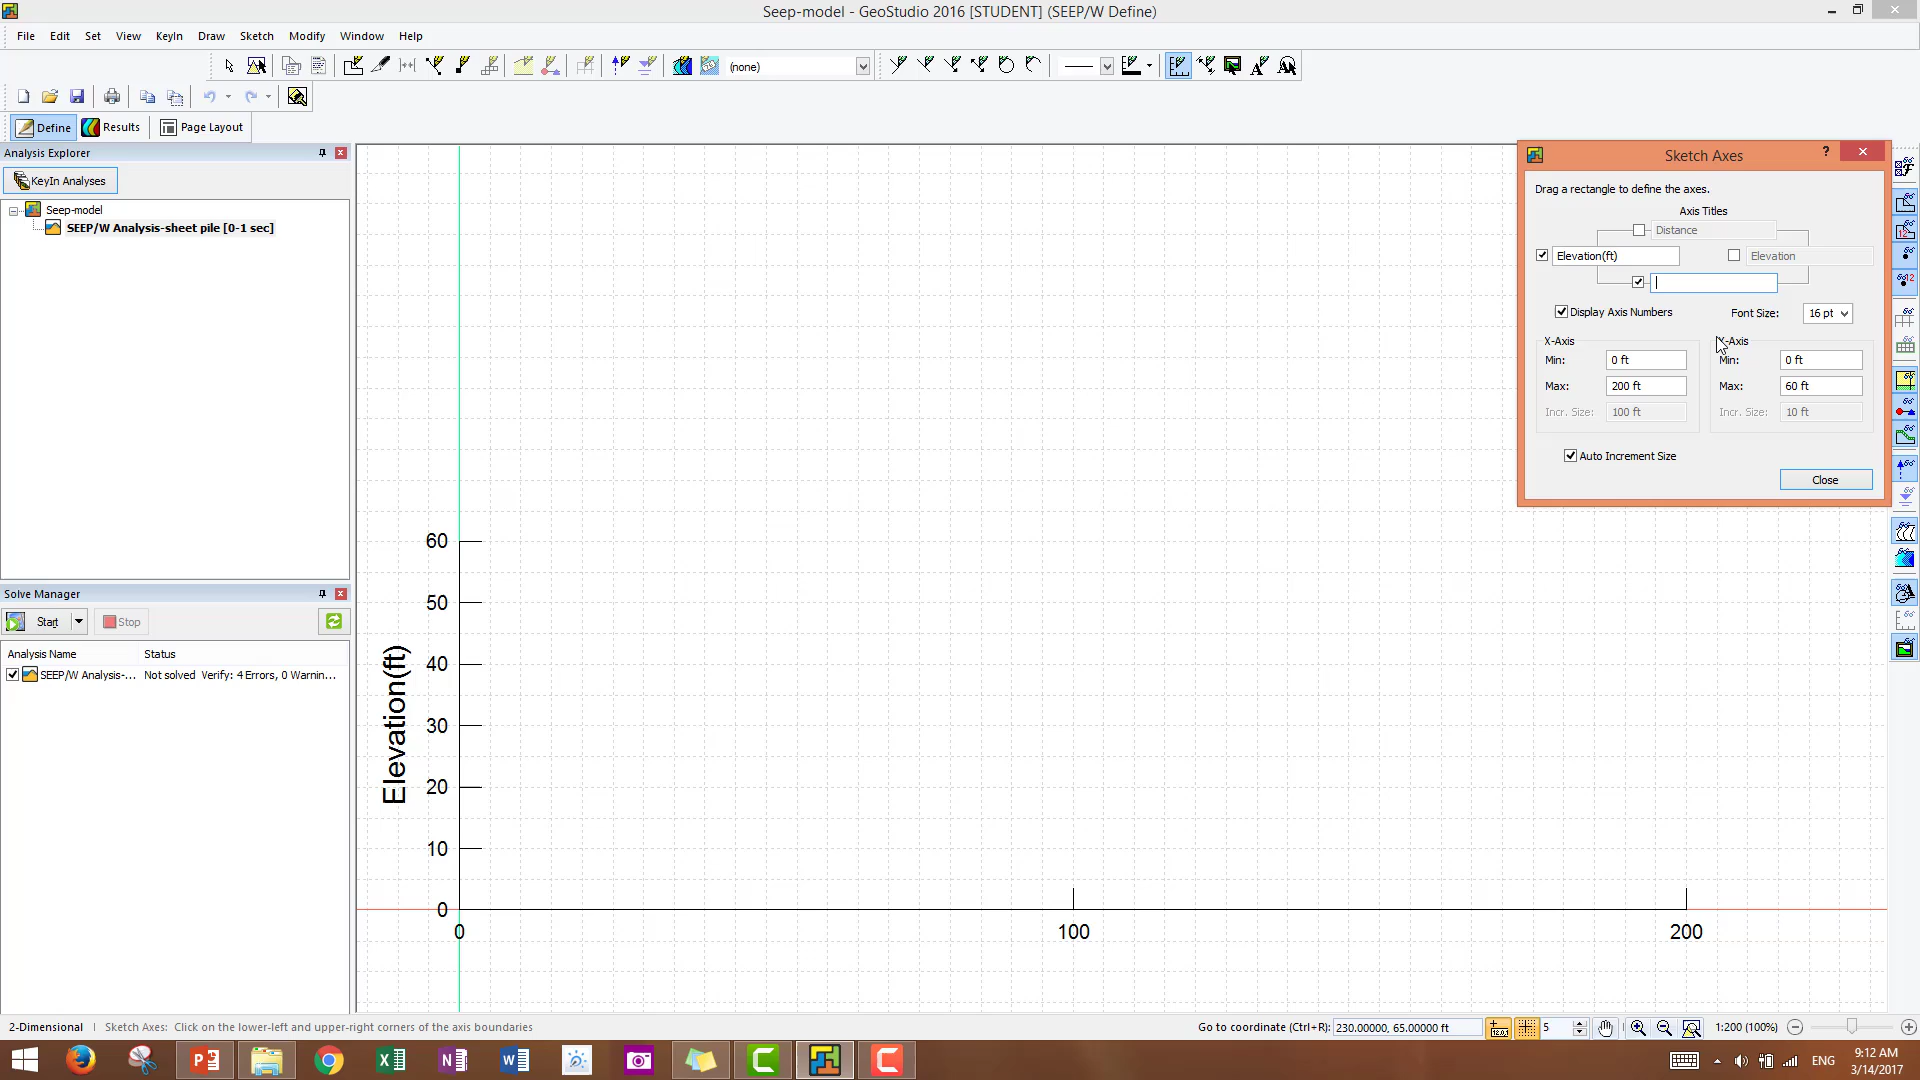 Seep-model - GeoStudio 2016 [STUDENT] (SEEP/W Define)
File Edit Set View KeyIn Draw Sketch Modify Window Help
(none)
Define Results Page Layout
Analysis Explorer
KeyIn Analyses
Seep-model
SEEP/W Analysis-sheet pile [0-1 sec]
Solve Manager
Start Stop
Analysis Name Status
SEEP/W Analysis-... Not solved Verify: 4 Errors, 0 Warnin...
Elevation(ft)
60
50
40
30
20
10
0
0 100 200
Sketch Axes
Drag a rectangle to define the axes.
Axis Titles
Distance
Elevation(ft) Elevation
Display Axis Numbers Font Size: 16 pt
X-Axis
Min: 0 ft
Max: 200 ft
Incr. Size: 100 ft
Y-Axis
Min: 0 ft
Max: 60 ft
Incr. Size: 10 ft
Auto Increment Size
Close
2-Dimensional Sketch Axes: Click on the lower-left and upper-right corners of the axis boundaries
Go to coordinate (Ctrl+R): 230.00000, 65.00000 ft 5 1:200 (100%)
ENG
9:12 AM
3/14/2017